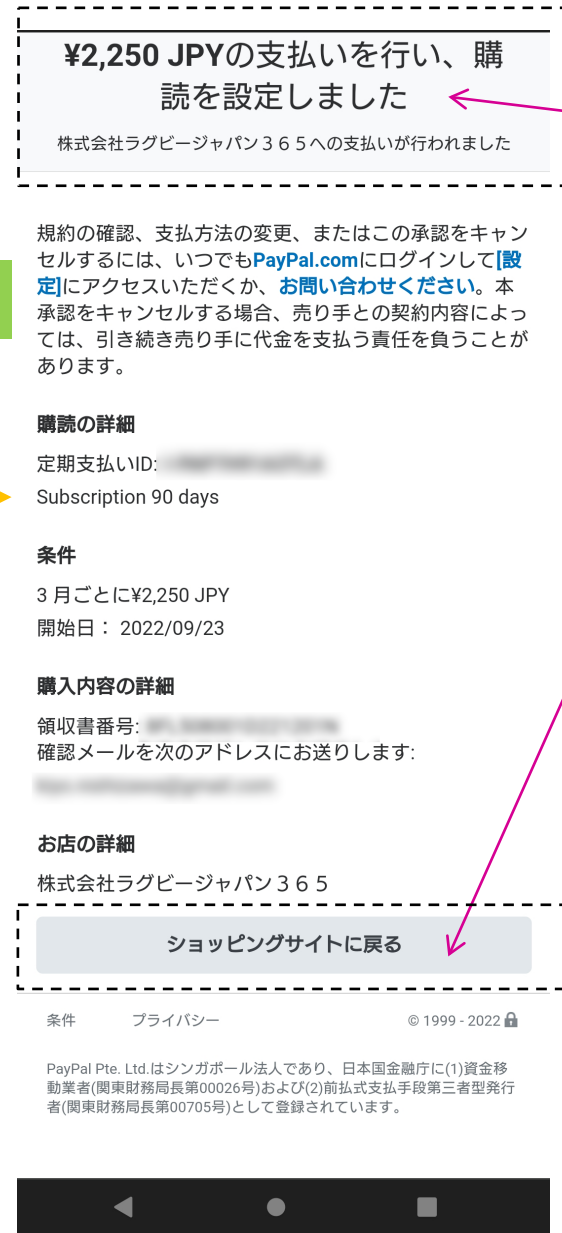 ¥2,250 JPYの支払いを行い、購
読を設定しました
株式会社ラグビージャパン３６５への支払いが行われました
規約の確認、支払方法の変更、またはこの承認をキャン
セルするには、いつでもPayPal.comにログインして[設
定]にアクセスいただくか、お問い合わせください。本
承認をキャンセルする場合、売り手との契約内容によっ
ては、引き続き売り手に代金を支払う責任を負うことが
あります。
購読の詳細
定期支払いID:
Subscription 90 days
条件
3 月ごとに¥2,250 JPY
開始日： 2022/09/23
購入内容の詳細
領収書番号:
確認メールを次のアドレスにお送りします:
お店の詳細
株式会社ラグビージャパン３６５
ショッピングサイトに戻る
条件 プライバシー © 1999 - 2022
PayPal Pte. Ltd.はシンガポール法人であり、日本国金融庁に(1)資金移
動業者(関東財務局長第00026号)および(2)前払式支払手段第三者型発行
者(関東財務局長第00705号)として登録されています。